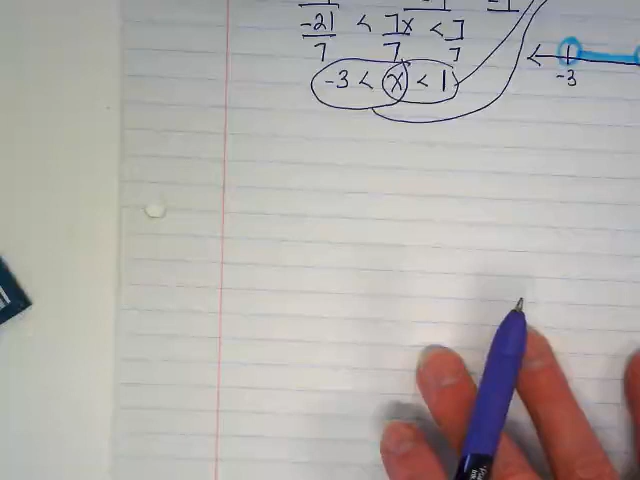 -21 < 7x < 7
7 7 7
-3 < x < 1
-3